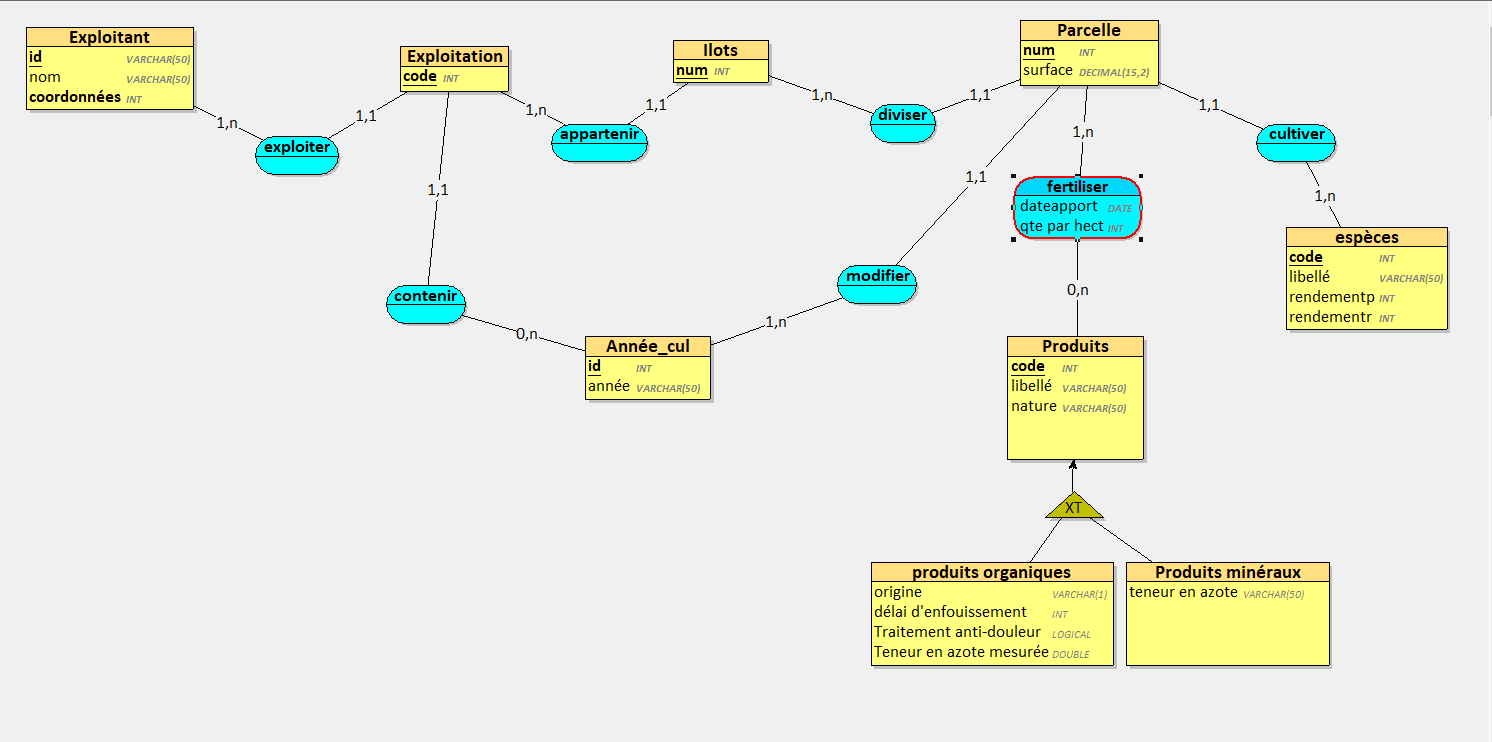 Exploitant
id VARCHAR(50)
nom VARCHAR(50)
coordonnées INT
Exploitation
code INT
Ilots
num INT
Parcelle
num INT
surface DECIMAL(15,2)
1,n
exploiter
1,1
1,n
appartenir
1,1
1,n
diviser
1,1
1,1
cultiver
1,n
1,n
1,1
fertiliser
dateapport DATE
qte par hect INT
1,1
espèces
code INT
libellé VARCHAR(50)
rendementp INT
rendementr INT
contenir
modifier
0,n
0,n
1,n
Année_cul
id INT
année VARCHAR(50)
Produits
code INT
libellé VARCHAR(50)
nature VARCHAR(50)
XT
produits organiques
origine VARCHAR(1)
délai d'enfouissement INT
Traitement anti-douleur LOGICAL
Teneur en azote mesurée DOUBLE
Produits minéraux
teneur en azote VARCHAR(50)